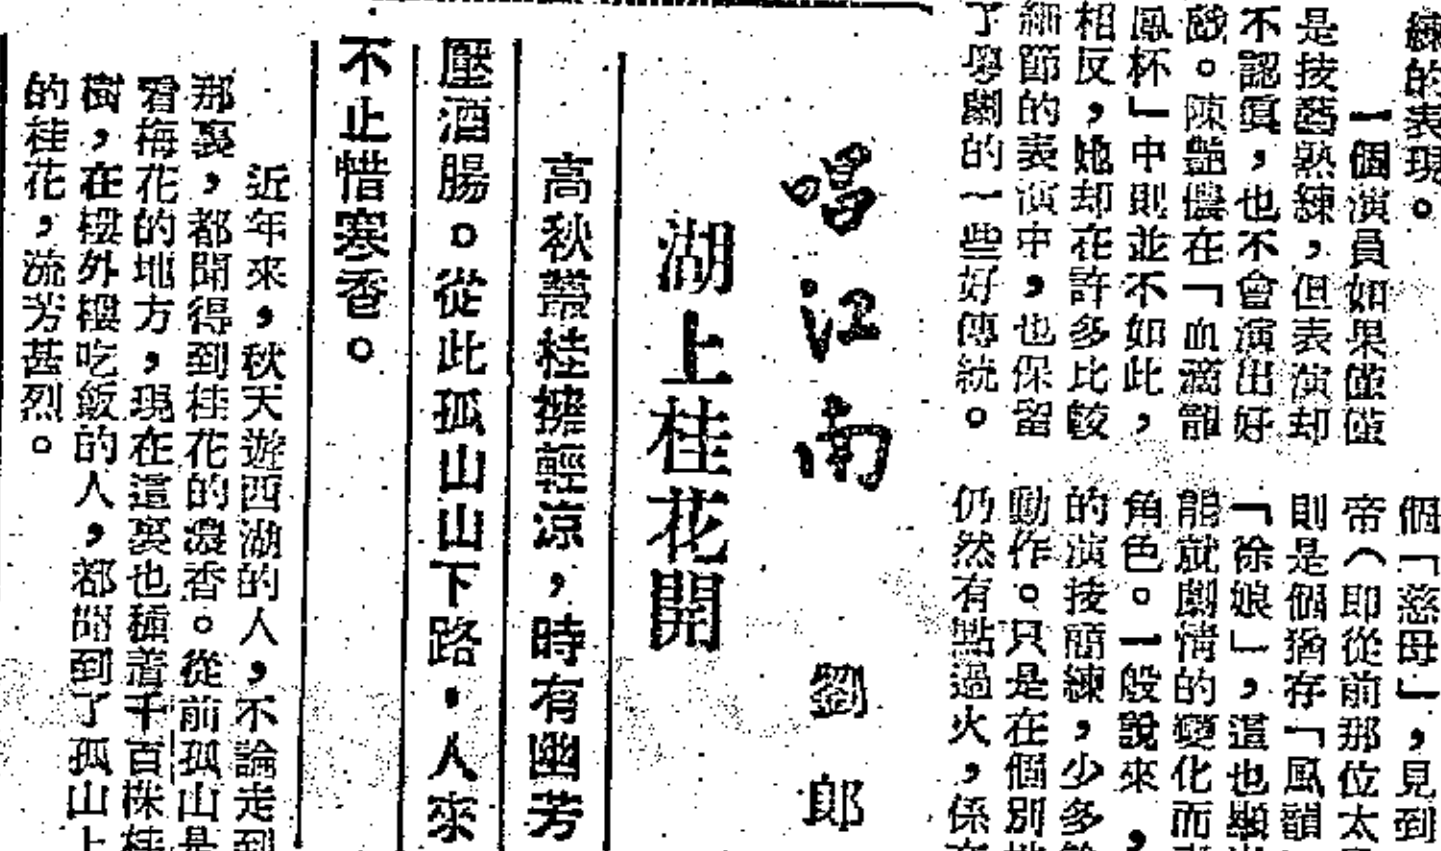 練的表現。
一個演員如果僅僅
是按藝熟練，但表演却
不認眞，也不會演出好
戲。陳艷儂在「血滴
鳳杯」中則並不如此，
相反，她却在許多比較
細節的表演中，也保留
了學劇的一些好傳統。
個「慈母」，見到
帝（即從前那位太
則是個猶存「風韻
「徐娘」，這也顯
能就劇情的變化而
角色。一般說來，
的演技簡練，少多
動作。只是在個別
仍然有點過火，係
唱江南
劉郎
湖上桂花開
高秋叢桂擁輕涼，時有幽芳
壓酒腸。從此孤山山下路，人來
不止惜寒香。
近年來，秋天遊西湖的人，不論走到
那裏，都聞得到桂花的濃香。從前孤山是
看梅花的地方，現在這裏也種着千百株桂
樹，在樓外樓吃飯的人，都聞到了孤山上
的桂花，流芳甚烈。